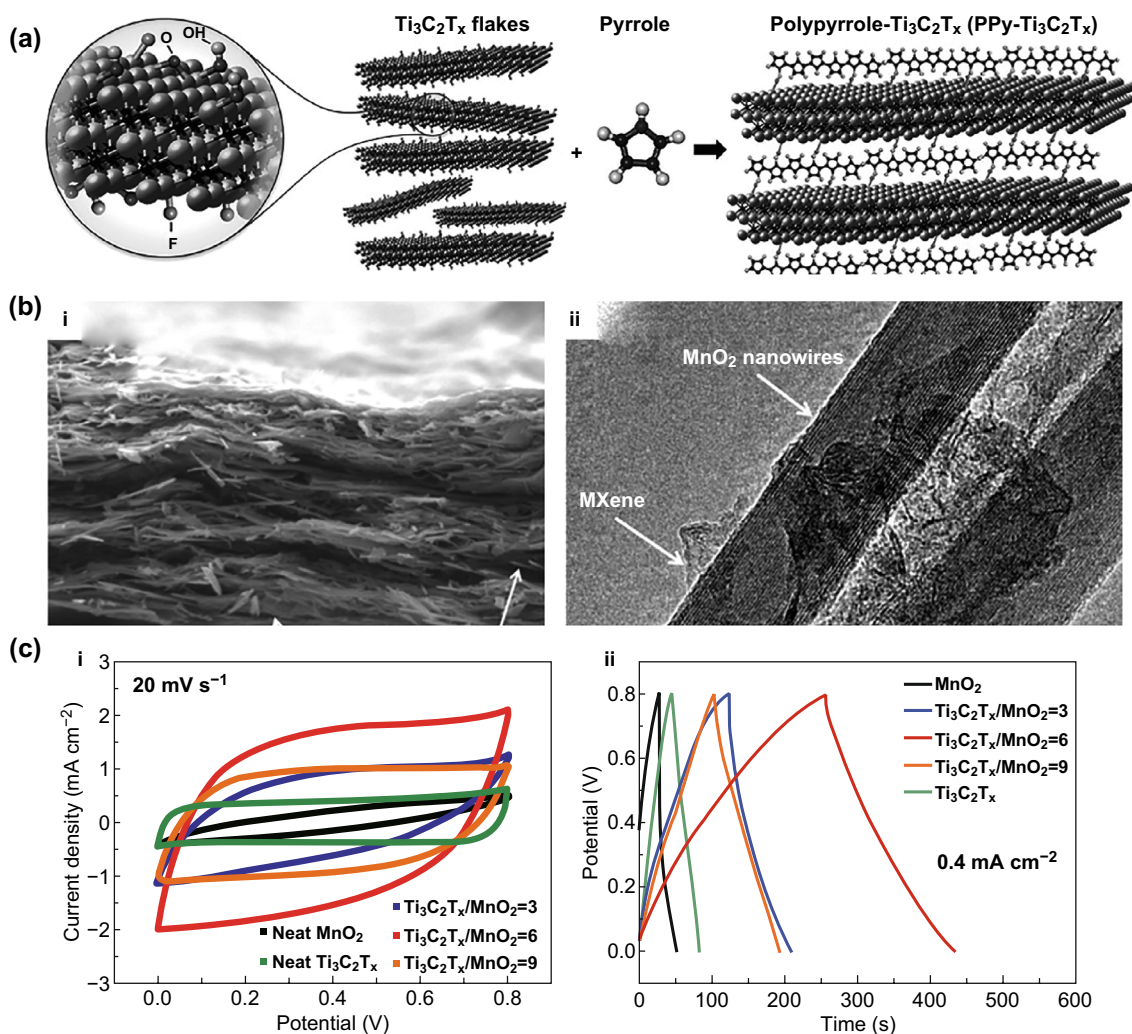 (a)
OH
O
F
Ti₃C₂Tₓ flakes
Pyrrole
Polypyrrole-Ti₃C₂Tₓ (PPy-Ti₃C₂Tₓ)
+
(b)
i
ii
MnO₂ nanowires
MXene
(c)
i
20 mV s⁻¹
Current density (mA cm⁻²)
3
2
1
0
−1
−2
−3
Neat MnO₂
Neat Ti₃C₂Tₓ
Ti₃C₂Tₓ/MnO₂=3
Ti₃C₂Tₓ/MnO₂=6
Ti₃C₂Tₓ/MnO₂=9
0.0 0.2 0.4 0.6 0.8
Potential (V)
ii
Potential (V)
0.8
0.6
0.4
0.2
0.0
MnO₂
Ti₃C₂Tₓ/MnO₂=3
Ti₃C₂Tₓ/MnO₂=6
Ti₃C₂Tₓ/MnO₂=9
Ti₃C₂Tₓ
0.4 mA cm⁻²
0 100 200 300 400 500 600
Time (s)